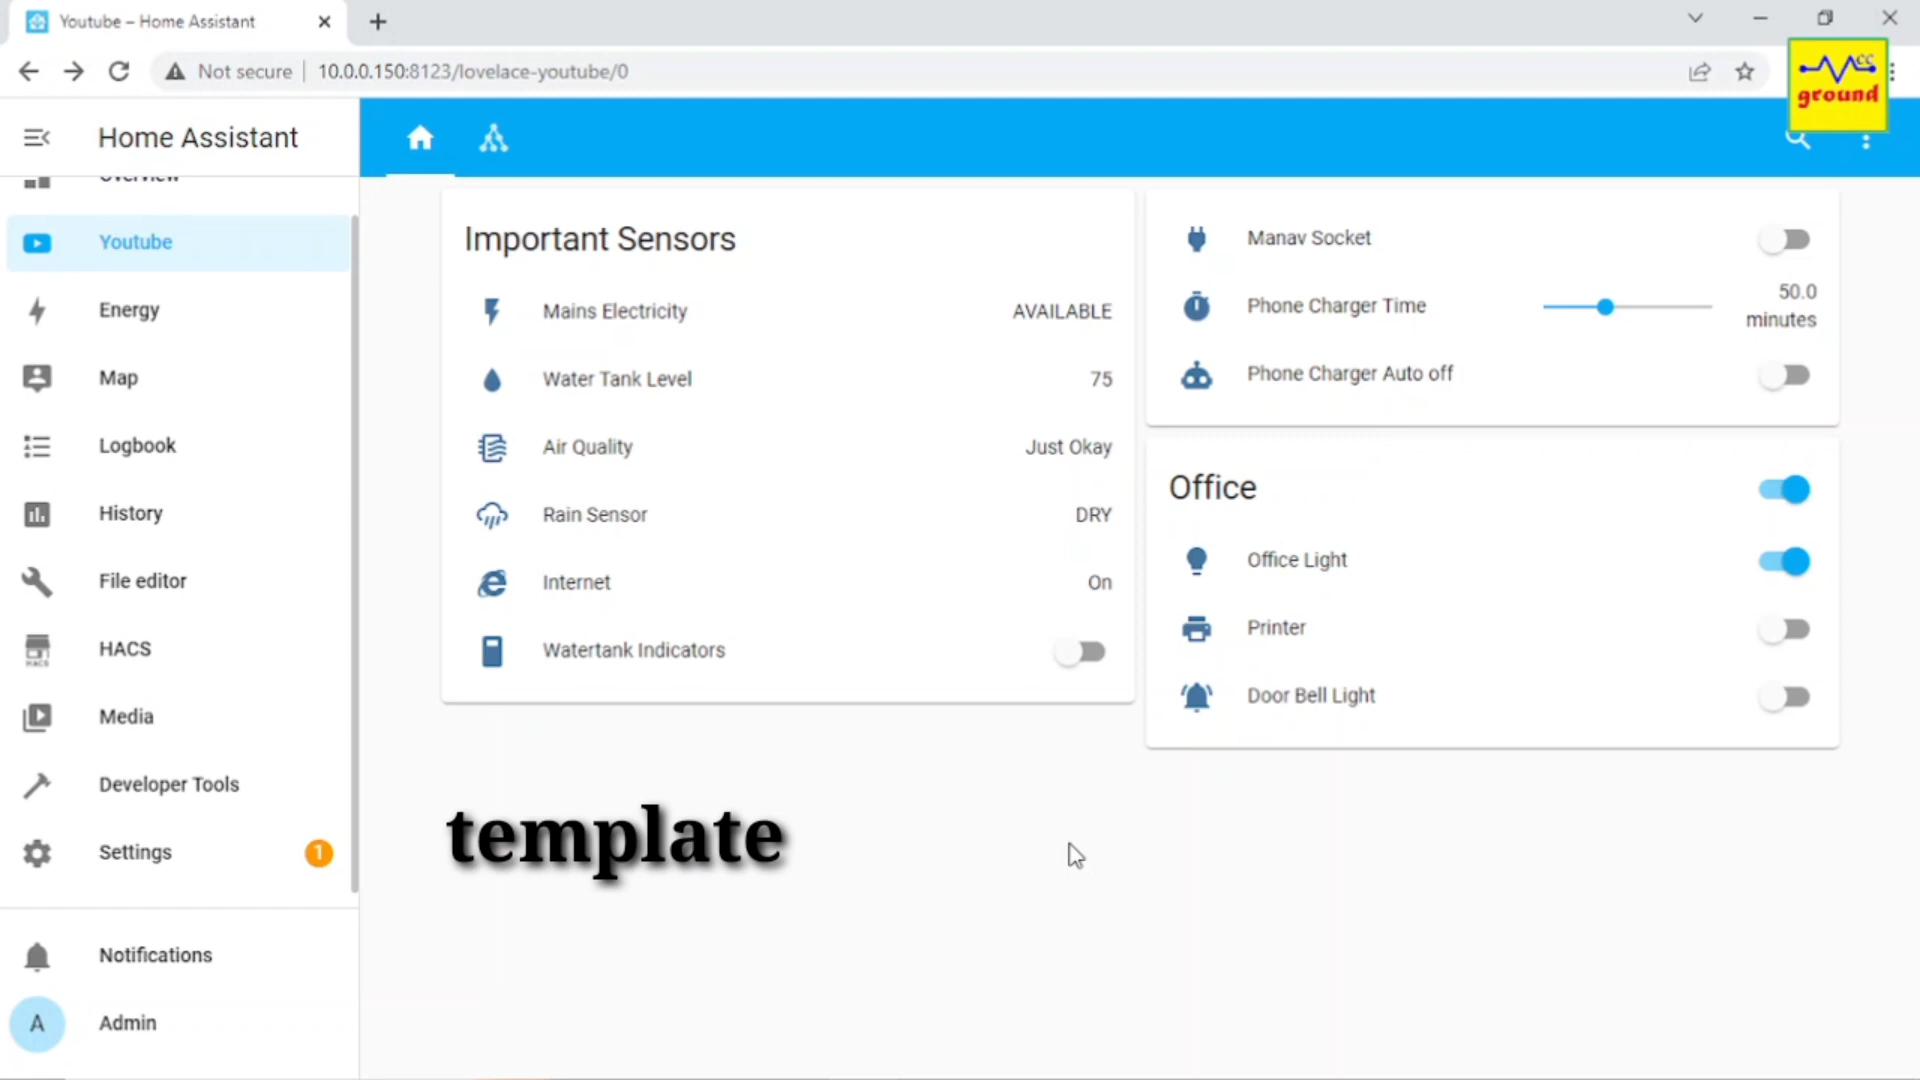 Youtube – Home Assistant
Not secure
10.0.0.150:8123/lovelace-youtube/0
CC
ground
Home Assistant
Overview
Youtube
Energy
Map
Logbook
History
File editor
HACS
HACS
Media
Developer Tools
Settings
1
Notifications
A
Admin
Important Sensors
Mains Electricity AVAILABLE
Water Tank Level 75
Air Quality Just Okay
Rain Sensor DRY
Internet On
Watertank Indicators
Manav Socket
Phone Charger Time 50.0
minutes
Phone Charger Auto off
Office
Office Light
Printer
Door Bell Light
template